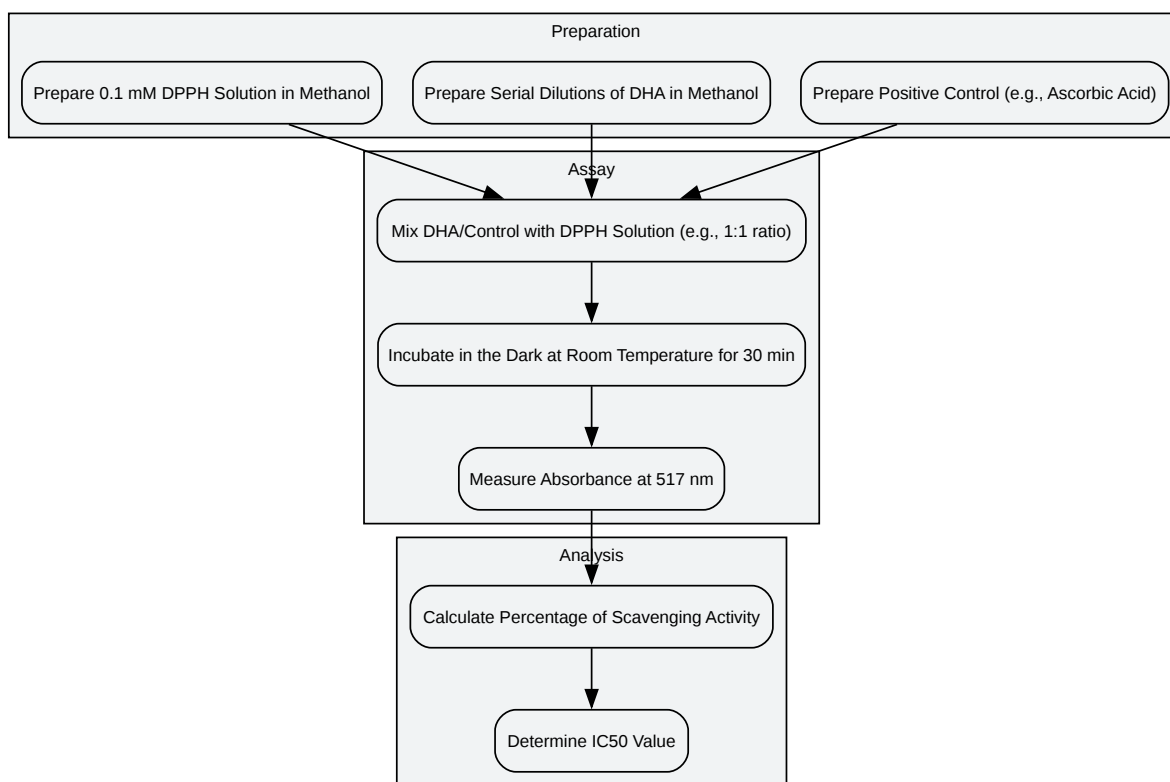 Preparation
Prepare 0.1 mM DPPH Solution in Methanol
Prepare Serial Dilutions of DHA in Methanol
Prepare Positive Control (e.g., Ascorbic Acid)
Assay
Mix DHA/Control with DPPH Solution (e.g., 1:1 ratio)
Incubate in the Dark at Room Temperature for 30 min
Measure Absorbance at 517 nm
Analysis
Calculate Percentage of Scavenging Activity
Determine IC50 Value